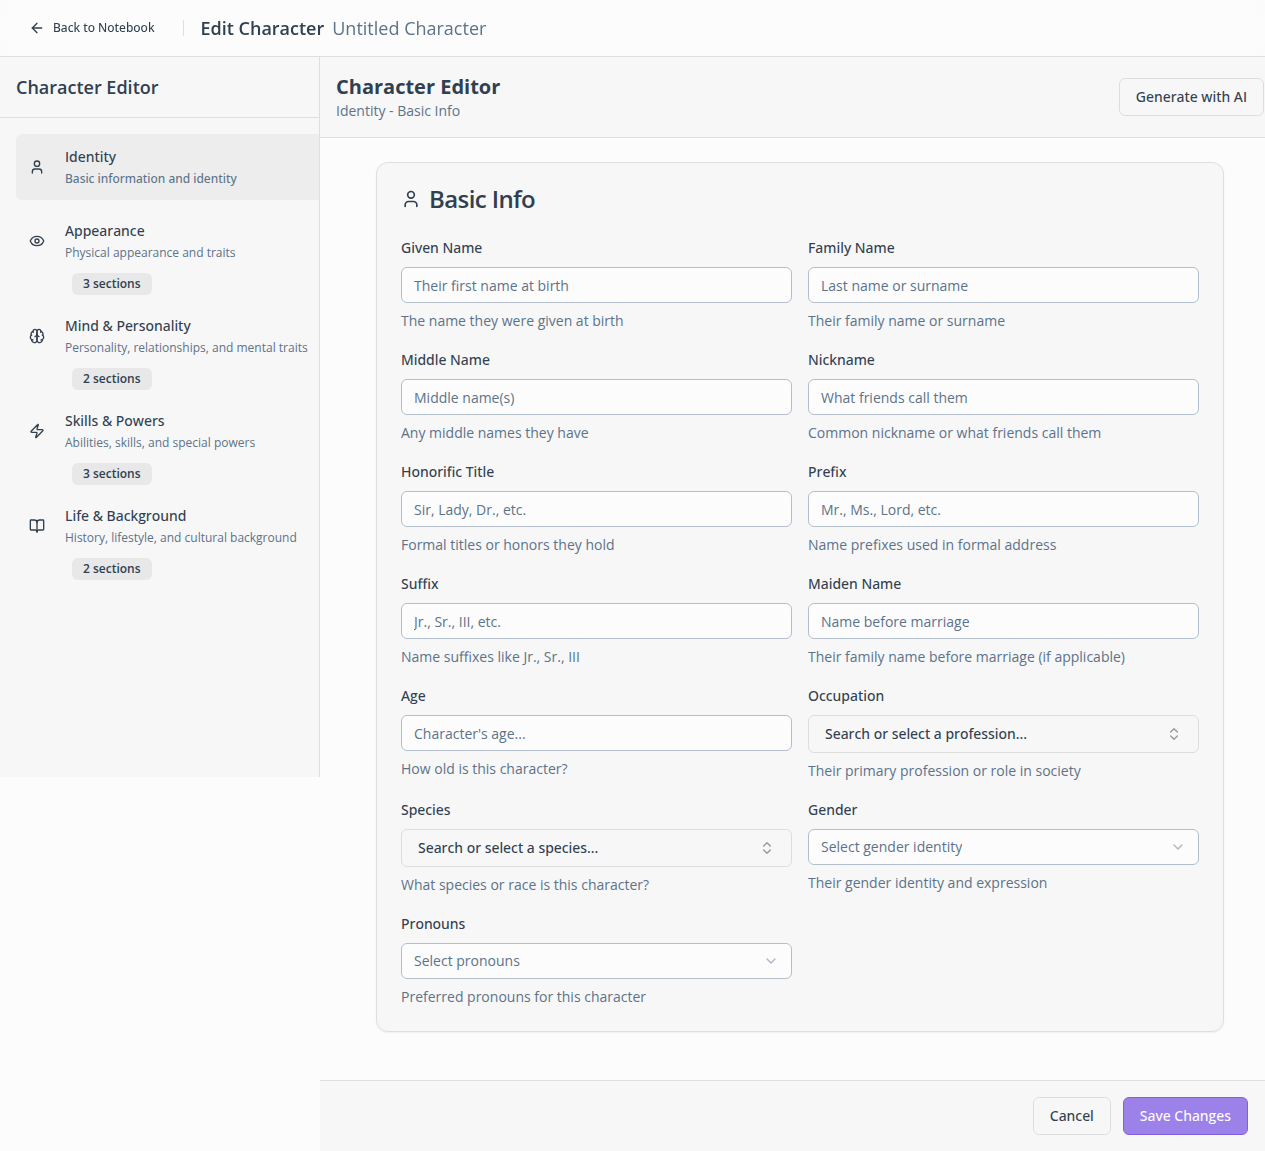 Back to Notebook
Edit Character Untitled Character
Character Editor
Identity
Basic information and identity
Appearance
Physical appearance and traits
3 sections
Mind & Personality
Personality, relationships, and mental traits
2 sections
Skills & Powers
Abilities, skills, and special powers
3 sections
Life & Background
History, lifestyle, and cultural background
2 sections
Character Editor
Identity - Basic Info
Generate with AI
Basic Info
Given Name
Their first name at birth
The name they were given at birth
Family Name
Last name or surname
Their family name or surname
Middle Name
Middle name(s)
Any middle names they have
Nickname
What friends call them
Common nickname or what friends call them
Honorific Title
Sir, Lady, Dr., etc.
Formal titles or honors they hold
Prefix
Mr., Ms., Lord, etc.
Name prefixes used in formal address
Suffix
Jr., Sr., III, etc.
Name suffixes like Jr., Sr., III
Maiden Name
Name before marriage
Their family name before marriage (if applicable)
Age
Character's age...
How old is this character?
Occupation
Search or select a profession...
Their primary profession or role in society
Species
Search or select a species...
What species or race is this character?
Gender
Select gender identity
Their gender identity and expression
Pronouns
Select pronouns
Preferred pronouns for this character
Cancel
Save Changes